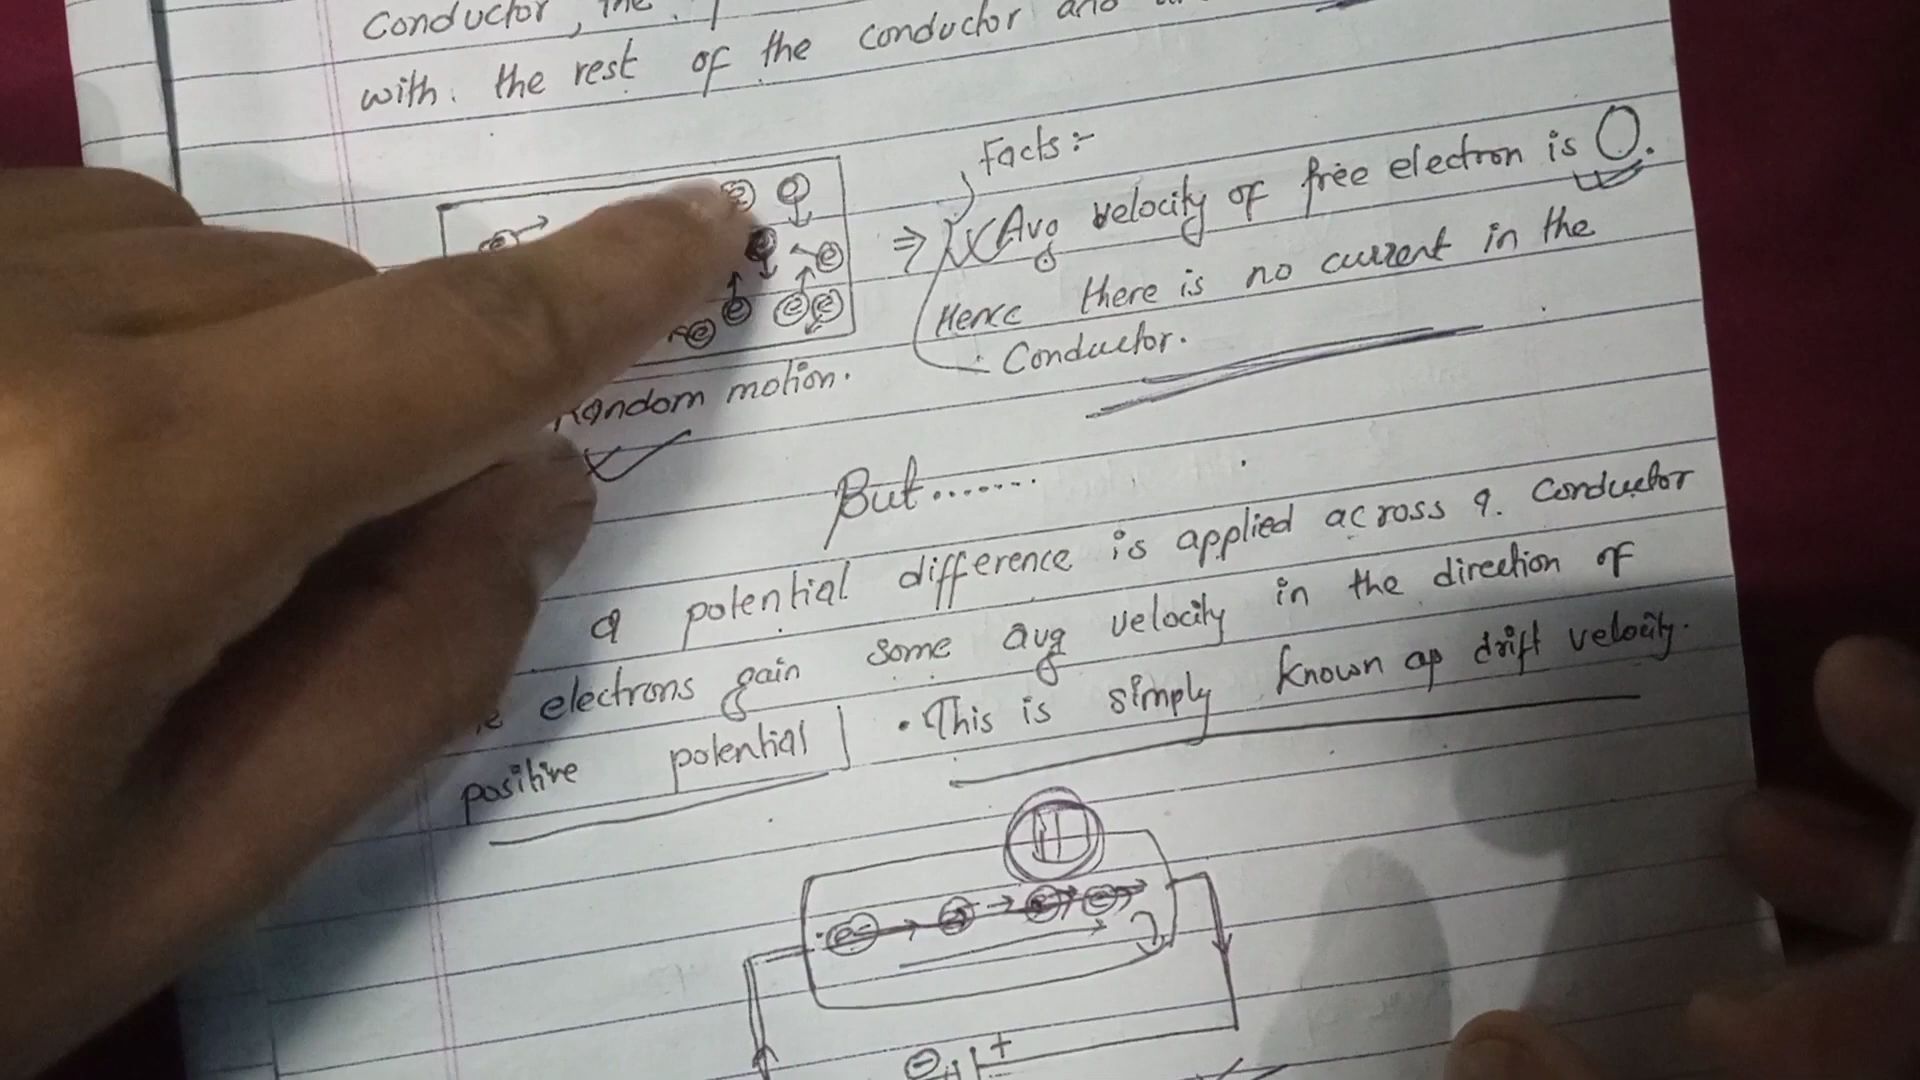 Conductor, the
with. the rest of the conductor and
Facts:-
⇒ Avg velocity of free electron is 0.
Hence there is no current in the
Conductor.
Random motion.
But.......
a potential difference is applied across a. Conductor
electrons gain some avg velocity in the direction of
positive potential ] . This is simply known as drift velocity.
e e e e e e e
e- e e e
- +